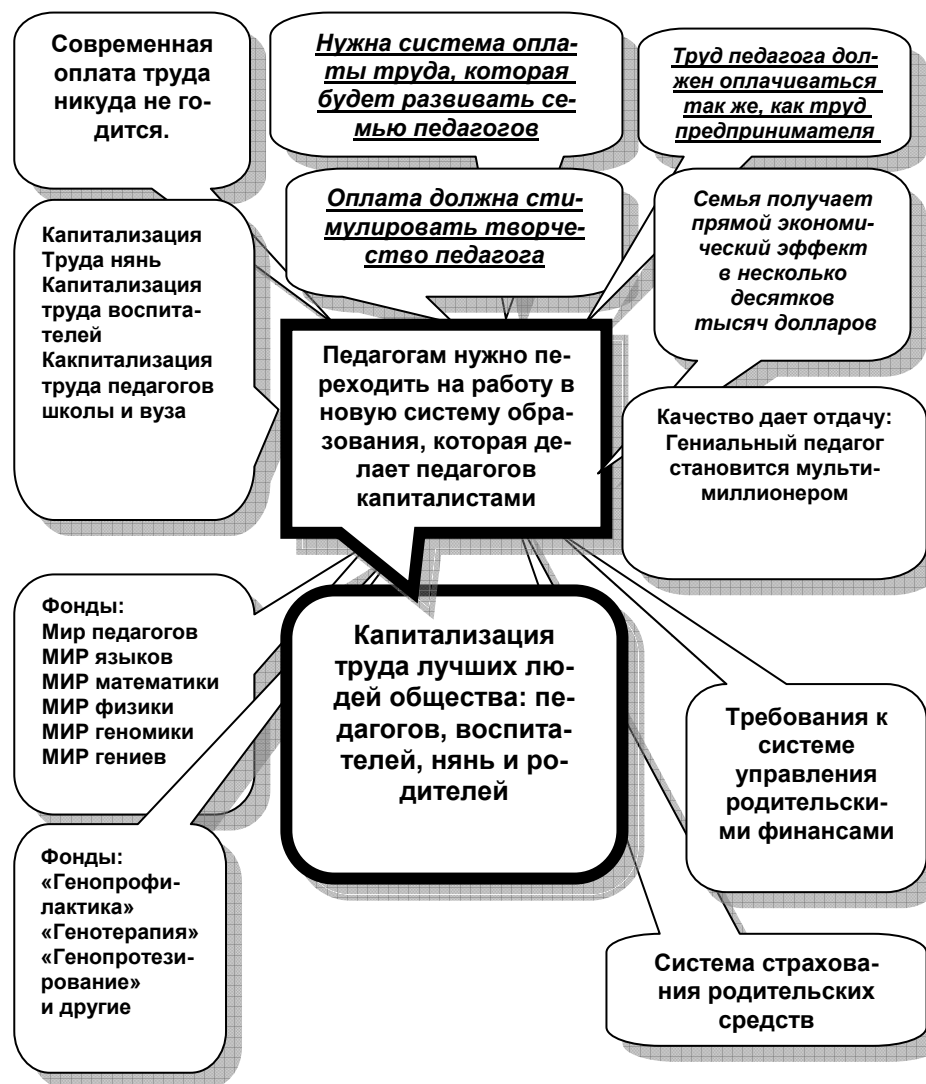 Современная
оплата труда
никуда не го-
дится.
Нужна система опла-
ты труда, которая
будет развивать се-
мью педагогов
Труд педагога дол-
жен оплачиваться
так же, как труд
предпринимателя
Оплата должна сти-
мулировать творче-
ство педагога
Семья получает
прямой экономи-
ческий эффект
в несколько
десятков
тысяч долларов
Капитализация
Труда нянь
Капитализация
труда воспита-
телей
Какпитализация
труда педагогов
школы и вуза
Педагогам нужно пе-
реходить на работу в
новую систему обра-
зования, которая де-
лает педагогов
капиталистами
Качество дает отдачу:
Гениальный педагог
становится мульти-
миллионером
Фонды:
Мир педагогов
МИР языков
МИР математики
МИР физики
МИР геномики
МИР гениев
Капитализация
труда лучших лю-
дей общества: пе-
дагогов, воспита-
телей, нянь и ро-
дителей
Требования к
системе
управления
родительски-
ми финансами
Фонды:
«Генопрофи-
лактика»
«Генотерапия»
«Генопротези-
рование»
и другие
Система страхова-
ния родительских
средств